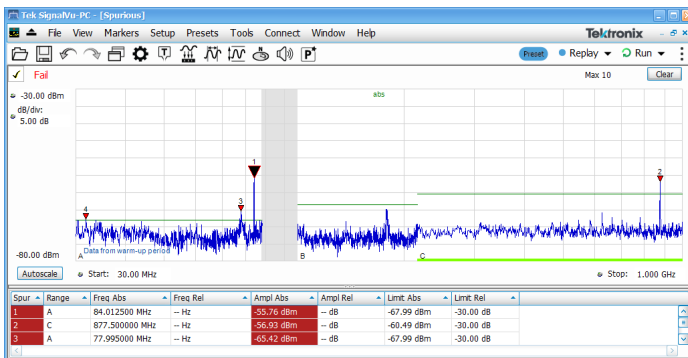 Tek SignalVu-PC - [Spurious]
File View Markers Setup Presets Tools Connect Window Help
Tektronix
Preset Replay Run
Fail
Max 10 Clear
-30.00 dBm
dB/div:
5.00 dB
abs
1
2
3
4
-80.00 dBm
A
Data from warm-up period
B
C
Autoscale Start: 30.00 MHz Stop: 1.000 GHz
Spur Range Freq Abs Freq Rel Ampl Abs Ampl Rel Limit Abs Limit Rel
1 A 84.012500 MHz -- Hz -55.76 dBm -- dB -67.99 dBm -30.00 dB
2 C 877.500000 MHz -- Hz -56.93 dBm -- dB -60.49 dBm -30.00 dB
3 A 77.995000 MHz -- Hz -65.42 dBm -- dB -67.99 dBm -30.00 dB